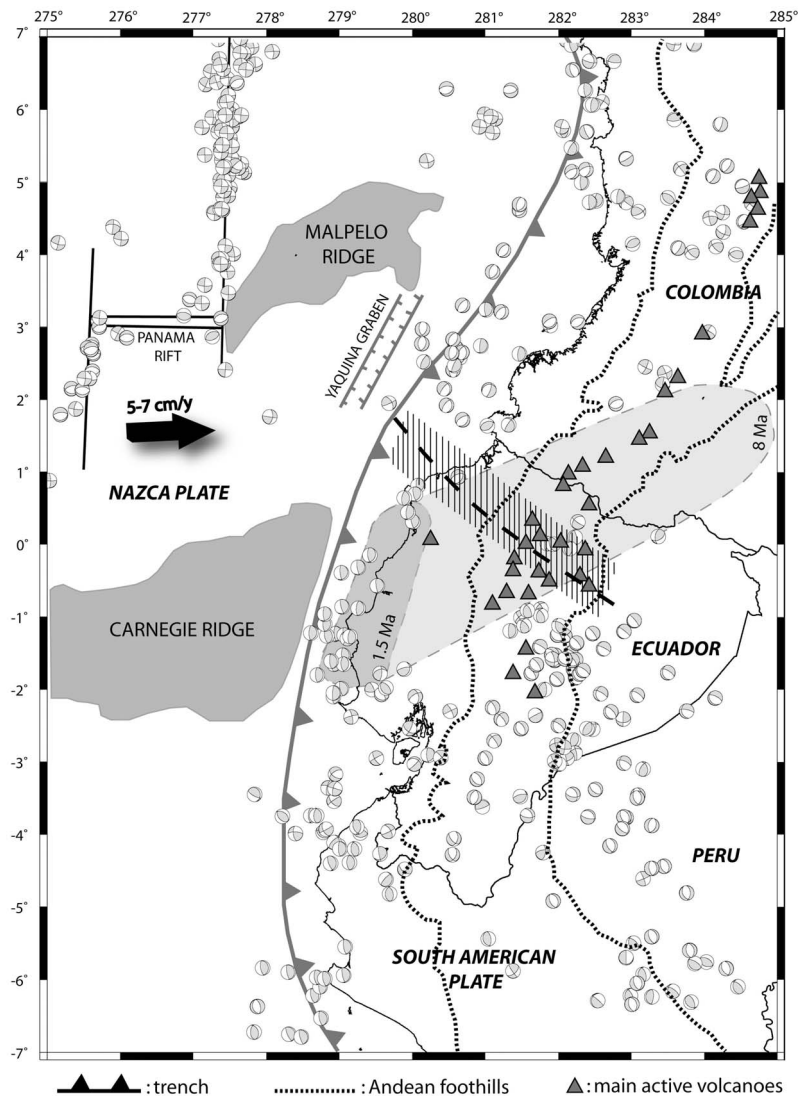 275° 276° 277° 278° 279° 280° 281° 282° 283° 284° 285°
7°
6°
5°
4°
3°
2°
1°
0°
-1°
-2°
-3°
-4°
-5°
-6°
-7°
MALPELO
RIDGE
COLOMBIA
YAQUINA GRABEN
PANAMA
RIFT
5-7 cm/y
8 Ma
NAZCA PLATE
CARNEGIE RIDGE
1.5 Ma
ECUADOR
PERU
SOUTH AMERICAN
PLATE
: trench : Andean foothills : main active volcanoes